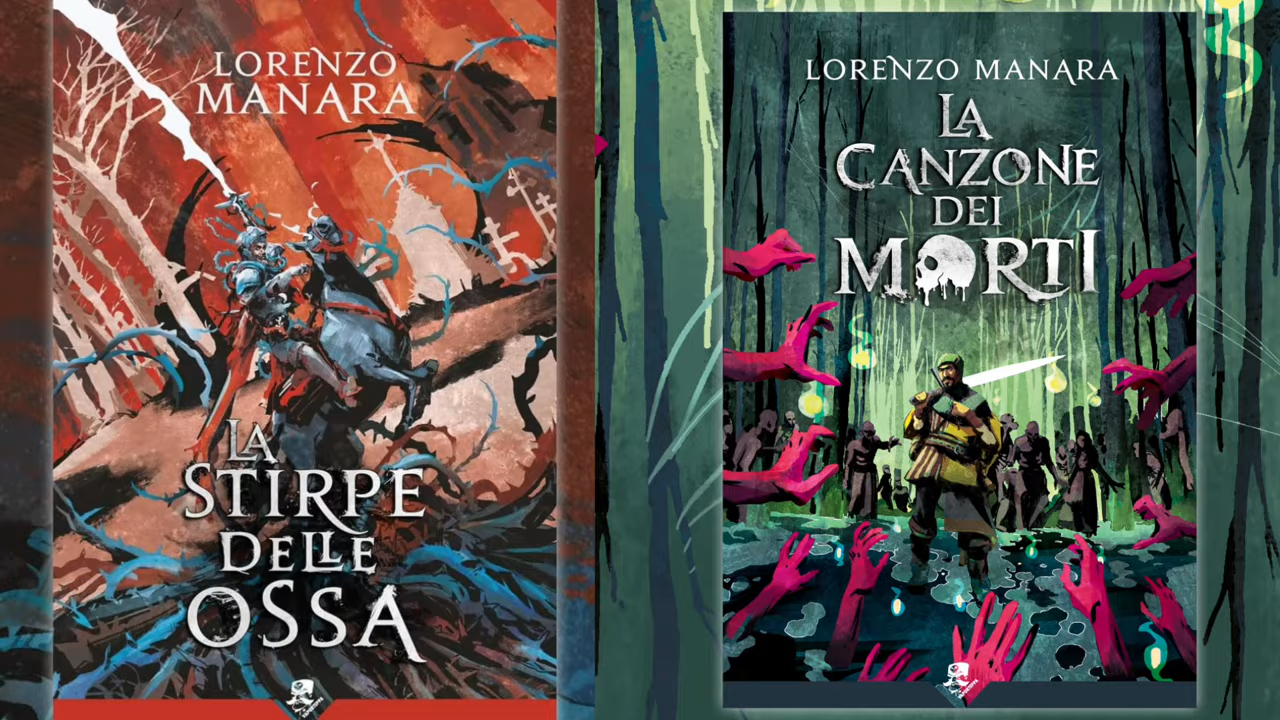 LORENZO
MANARA
LA
STIRPE
DELLE
OSSA
LORENZO MANARA
LA
CANZONE
DEI
MORTI